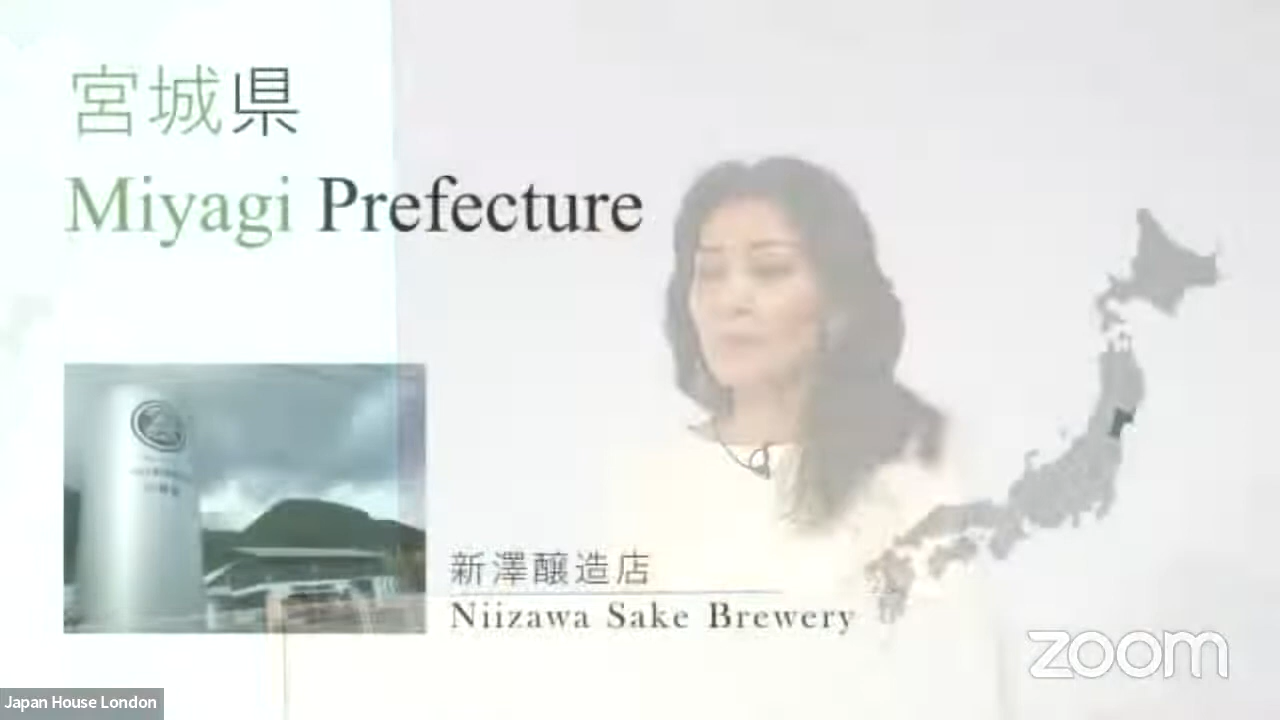 宮城県
Miyagi Prefecture
新澤醸造店
Niizawa Sake Brewery
zoom
Japan House London